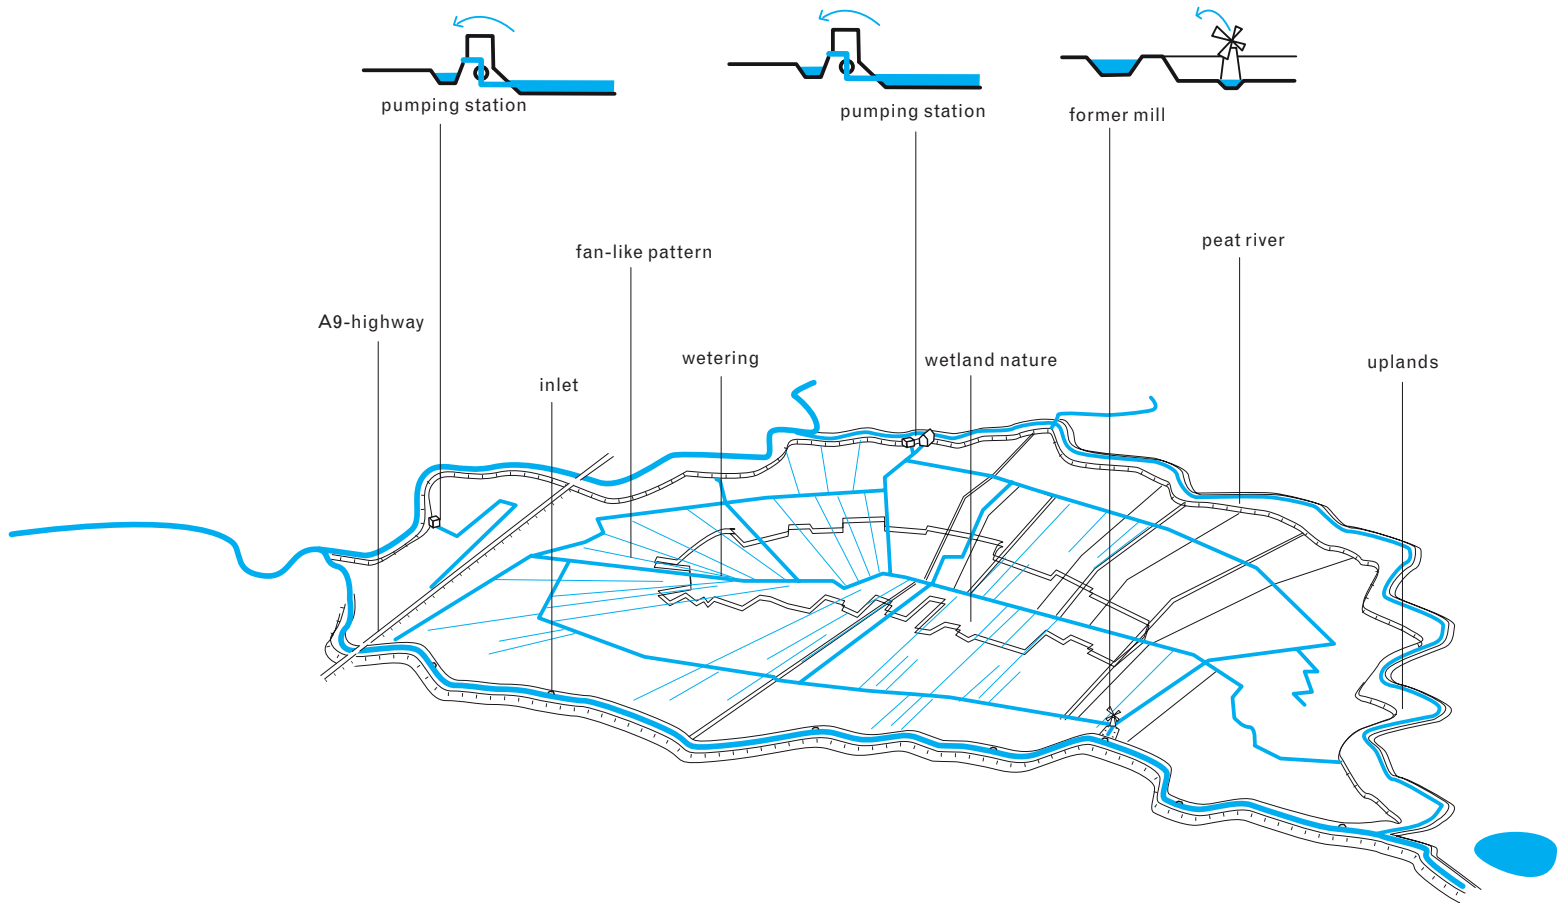 pumping station
pumping station
former mill
peat river
fan-like pattern
A9-highway
wetering
wetland nature
uplands
inlet